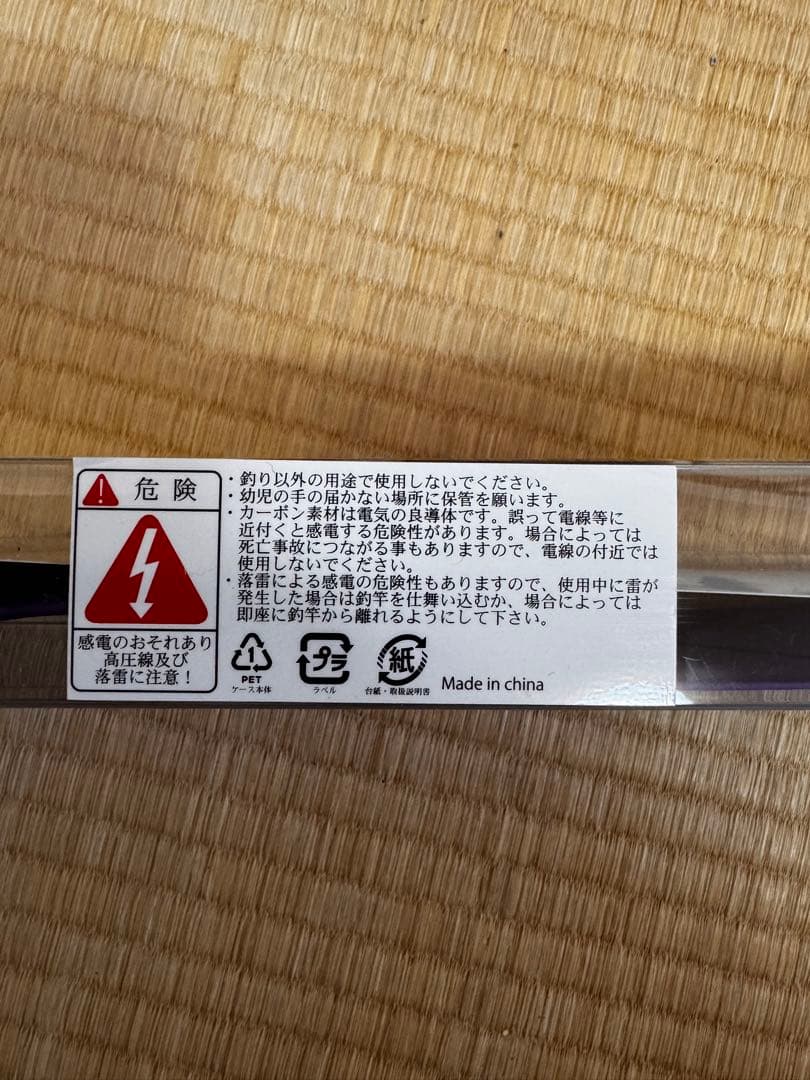 危険
感電のおそれあり
高圧線及び
落雷に注意！
・釣り以外の用途で使用しないでください。
・幼児の手の届かない場所に保管を願います。
・カーボン素材は電気の良導体です。誤って電線等に
近付くと感電する危険性があります。場合によっては
死亡事故につながる事もありますので、電線の付近では
使用しないでください。
・落雷による感電の危険性もありますので、使用中に雷が
発生した場合は釣竿を仕舞い込むか、場合によっては
即座に釣竿から離れるようにして下さい。
1
PET
ケース本体
プラ
ラベル
紙
台紙・取扱説明書
Made in china